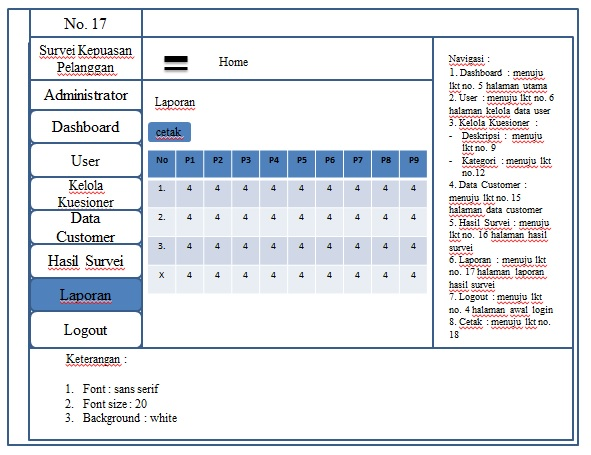 No. 17
Survei Kepuasan
Pelanggan
Administrator
Dashboard
User
Kelola
Kuesioner
Data
Customer
Hasil Survei
Laporan
Logout
Home
Laporan
cetak
No P1 P2 P3 P4 P5 P6 P7 P8 P9
1. 4 4 4 4 4 4 4 4 4
2. 4 4 4 4 4 4 4 4 4
3. 4 4 4 4 4 4 4 4 4
X 4 4 4 4 4 4 4 4 4
Navigasi :
1. Dashboard : menuju
lkt no. 5 halaman utama
2. User : menuju lkt no. 6
halaman kelola data user
3. Kelola Kuesioner :
- Deskripsi : menuju
lkt no. 9
- Kategori : menuju lkt
no.12
4. Data Customer :
menuju lkt no. 15
halaman data customer
5. Hasil Survei : menuju
lkt no. 16 halaman hasil
survei
6. Laporan : menuju lkt
no. 17 halaman laporan
hasil survei
7. Logout : menuju lkt
no. 4 halaman awal login
8. Cetak : menuju lkt no.
18
Keterangan :
1. Font : sans serif
2. Font size : 20
3. Background : white